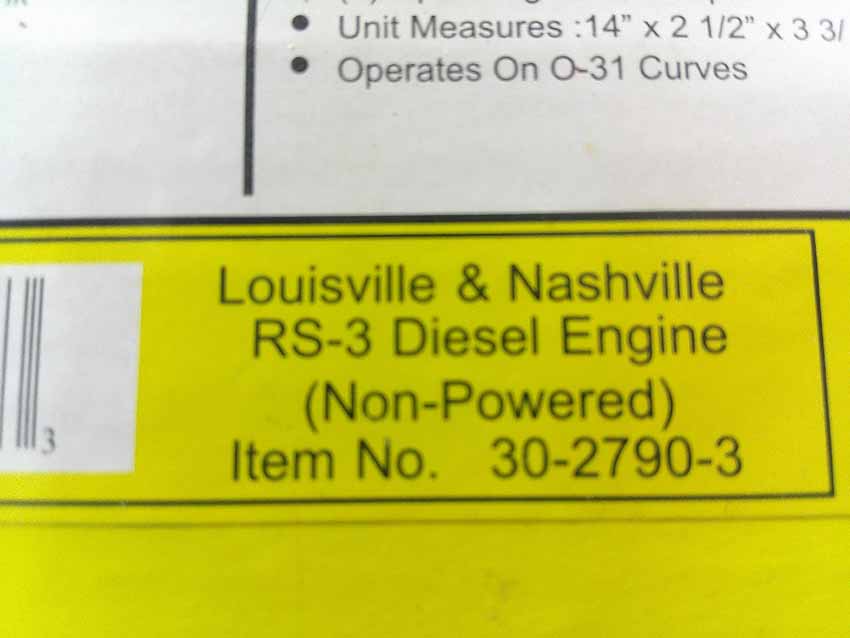 • Unit Measures :14” x 2 1/2” x 3 3/
• Operates On O-31 Curves
Louisville & Nashville
RS-3 Diesel Engine
(Non-Powered)
Item No. 30-2790-3
3